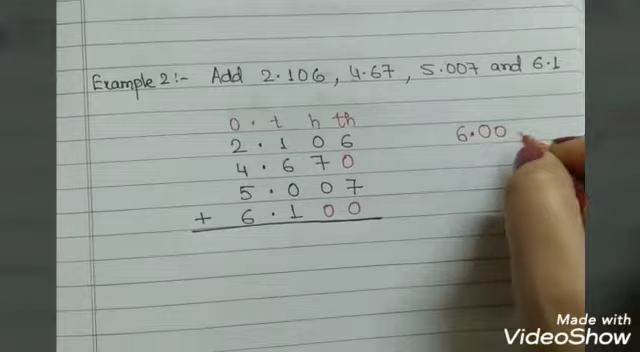 Example 2:- Add 2.106, 4.67, 5.007 and 6.1
0 . t h th
2 . 1 0 6
4 . 6 7 0
5 . 0 0 7
+ 6 . 1 0 0
6.00
Made with
VideoShow